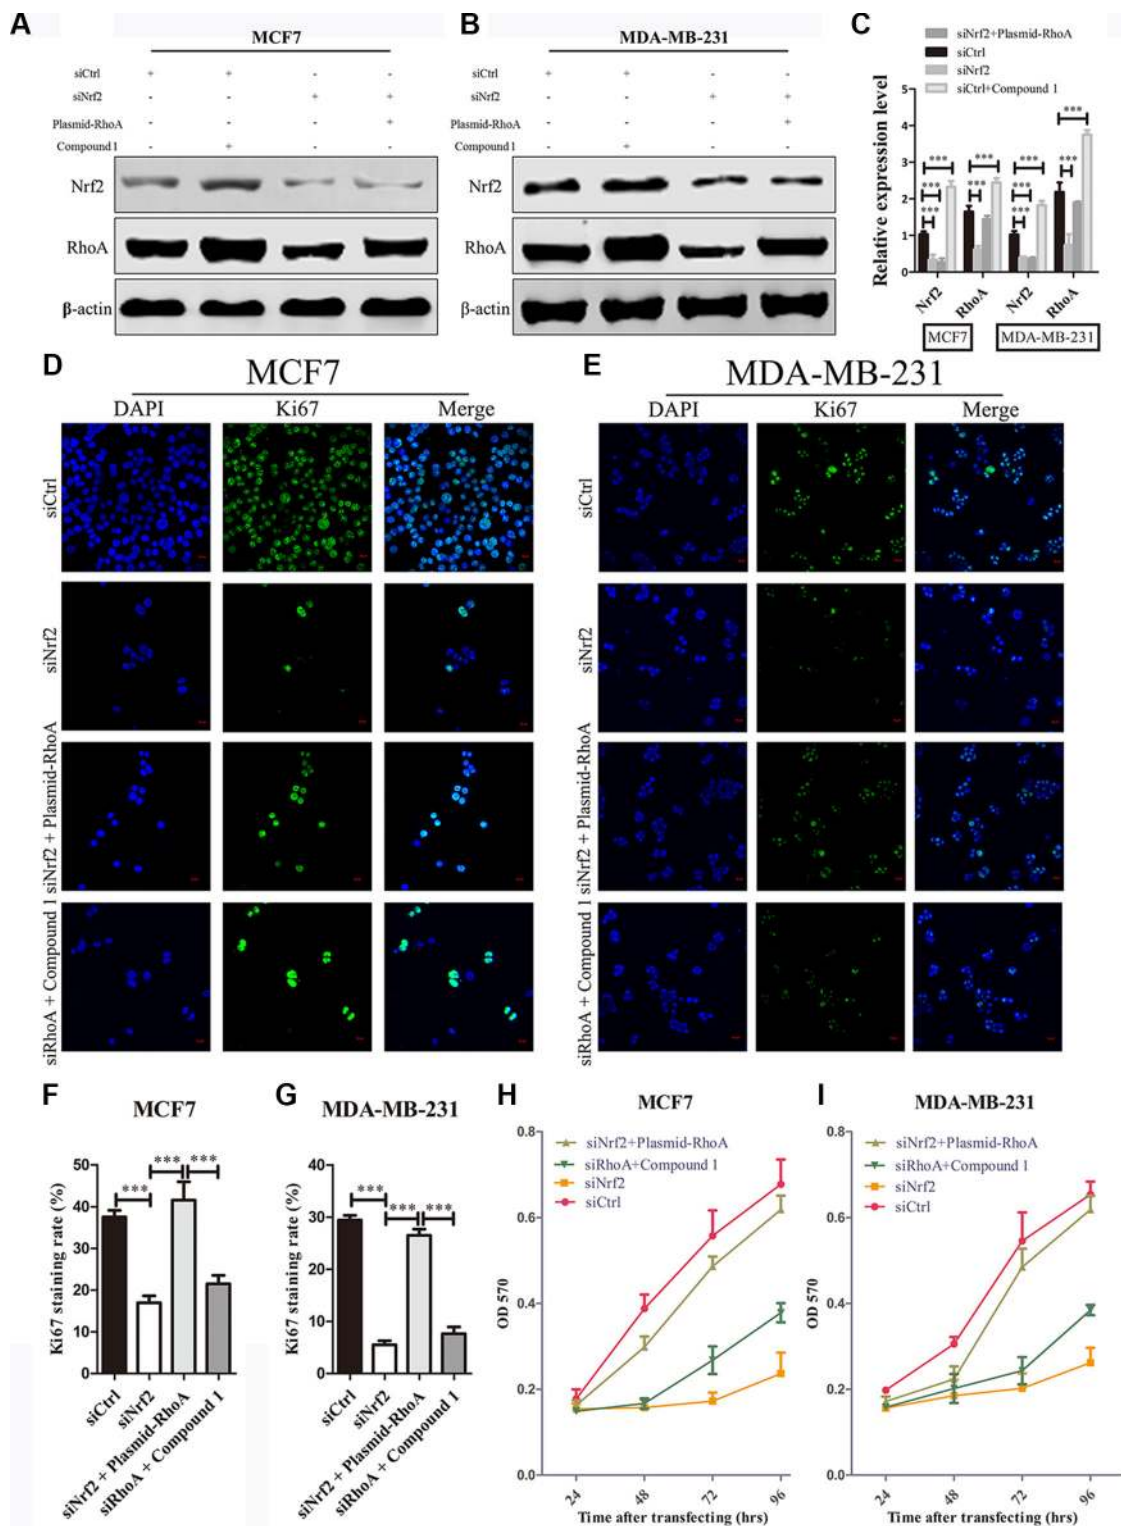 A
MCF7
siCtrl + + - -
siNrf2 - - + +
Plasmid-RhoA - - - +
Compound1 - + - -
Nrf2
RhoA
β-actin
B
MDA-MB-231
siCtrl + + - -
siNrf2 - - + +
Plasmid-RhoA - - - +
Compound1 - + - -
Nrf2
RhoA
β-actin
C
siNrf2+Plasmid-RhoA
siCtrl
siNrf2
siCtrl+Compound 1
Relative expression level
5
4
3
2
1
0
*** *** *** ***
*** *** *** ***
*** ***
Nrf2 RhoA Nrf2 RhoA
MCF7 MDA-MB-231
D
MCF7
DAPI Ki67 Merge
siCtrl
siNrf2
siNrf2 + Plasmid-RhoA
siRhoA + Compound 1
E
MDA-MB-231
DAPI Ki67 Merge
siCtrl
siNrf2
siNrf2 + Plasmid-RhoA
siRhoA + Compound 1
F
MCF7
Ki67 staining rate (%)
50
40
30
20
10
0
*** *** ***
siCtrl
siNrf2
siNrf2 + Plasmid-RhoA
siRhoA + Compound 1
G
MDA-MB-231
Ki67 staining rate (%)
40
30
20
10
0
*** *** ***
siCtrl
siNrf2
siNrf2 + Plasmid-RhoA
siRhoA + Compound 1
H
MCF7
siNrf2+Plasmid-RhoA
siRhoA+Compound 1
siNrf2
siCtrl
OD 570
0.8
0.6
0.4
0.2
0.0
24 48 72 96
Time after transfecting (hrs)
I
MDA-MB-231
siNrf2+Plasmid-RhoA
siRhoA+Compound 1
siNrf2
siCtrl
OD 570
0.8
0.6
0.4
0.2
0.0
24 48 72 96
Time after transfecting (hrs)